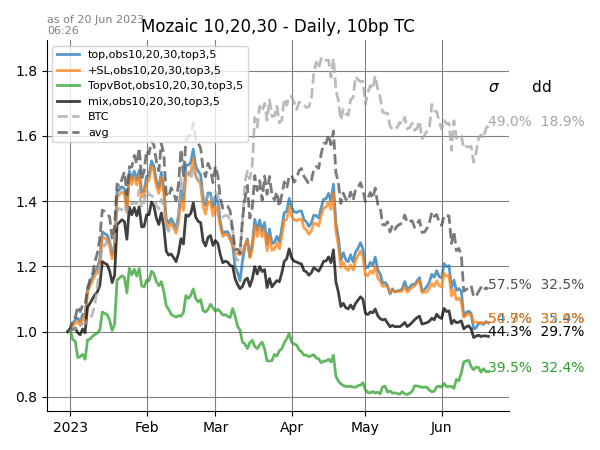 as of 20 Jun 2023
06:26
Mozaic 10,20,30 - Daily, 10bp TC
top,obs10,20,30,top3,5
+SL,obs10,20,30,top3,5
TopvBot,obs10,20,30,top3,5
mix,obs10,20,30,top3,5
BTC
avg
σ dd
49.0% 18.9%
57.5% 32.5%
44.3% 29.7%
39.5% 32.4%
1.8
1.6
1.4
1.2
1.0
0.8
2023 Feb Mar Apr May Jun